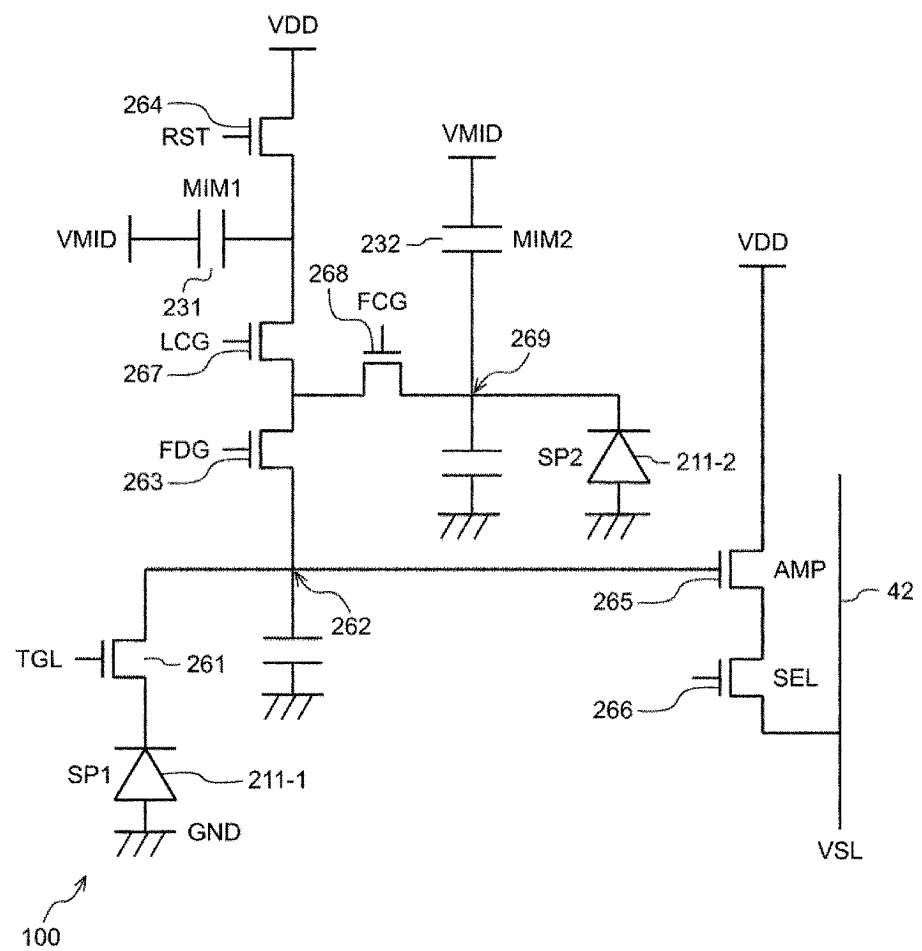 VDD
264
RST
VMID
MIM1
VMID
232
MIM2
VDD
231
268
FCG
LCG
267
269
FDG
263
SP2
211-2
AMP
265
42
262
TGL
261
SEL
266
SP1
211-1
GND
VSL
100